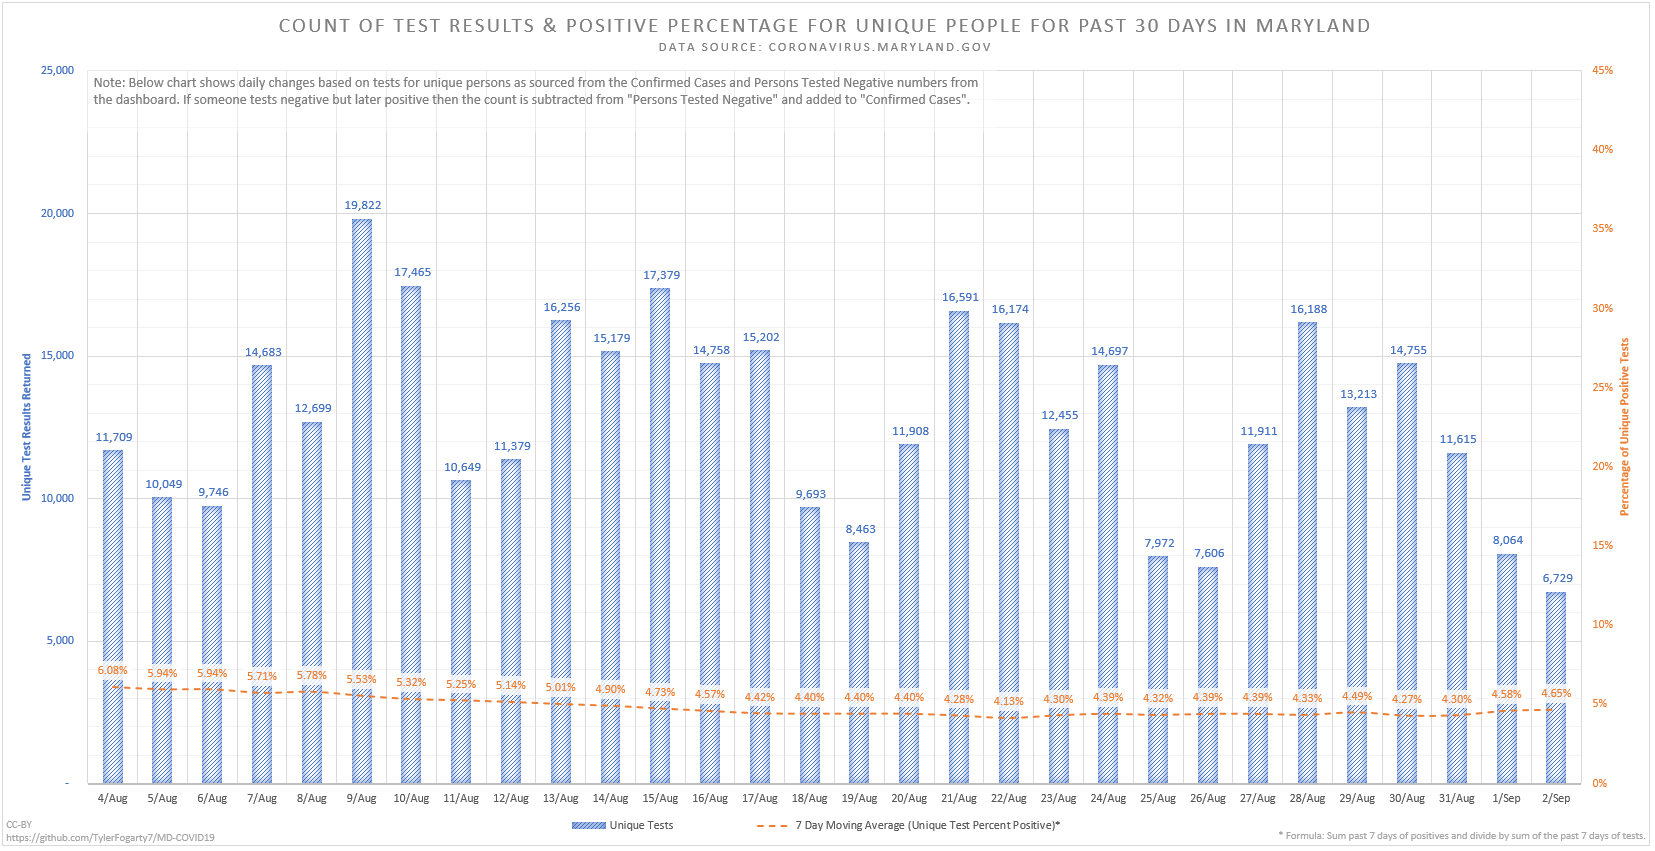 COUNT OF TEST RESULTS & POSITIVE PERCENTAGE FOR UNIQUE PEOPLE FOR PAST 30 DAYS IN MARYLAND
DATA SOURCE: CORONAVIRUS.MARYLAND.GOV
Note: Below chart shows daily changes based on tests for unique persons as sourced from the Confirmed Cases and Persons Tested Negative numbers from
the dashboard. If someone tests negative but later positive then the count is subtracted from "Persons Tested Negative" and added to "Confirmed Cases".
Unique Test Results Returned
25,000
20,000
15,000
10,000
5,000
-
11,709
10,049
9,746
14,683
12,699
19,822
17,465
10,649
11,379
16,256
15,179
17,379
14,758
15,202
9,693
8,463
11,908
16,591
16,174
12,455
14,697
7,972
7,606
11,911
16,188
13,213
14,755
11,615
8,064
6,729
6.08%
5.94%
5.94%
5.71%
5.78%
5.53%
5.32%
5.25%
5.14%
5.01%
4.90%
4.73%
4.57%
4.42%
4.40%
4.40%
4.40%
4.28%
4.13%
4.30%
4.39%
4.32%
4.39%
4.39%
4.33%
4.49%
4.27%
4.30%
4.58%
4.65%
45%
40%
35%
30%
25%
20%
15%
10%
5%
0%
Percentage of Unique Positive Tests
4/Aug
5/Aug
6/Aug
7/Aug
8/Aug
9/Aug
10/Aug
11/Aug
12/Aug
13/Aug
14/Aug
15/Aug
16/Aug
17/Aug
18/Aug
19/Aug
20/Aug
21/Aug
22/Aug
23/Aug
24/Aug
25/Aug
26/Aug
27/Aug
28/Aug
29/Aug
30/Aug
31/Aug
1/Sep
2/Sep
Unique Tests
7 Day Moving Average (Unique Test Percent Positive)*
CC-BY
https://github.com/TylerFogarty7/MD-COVID19
* Formula: Sum past 7 days of positives and divide by sum of the past 7 days of tests.